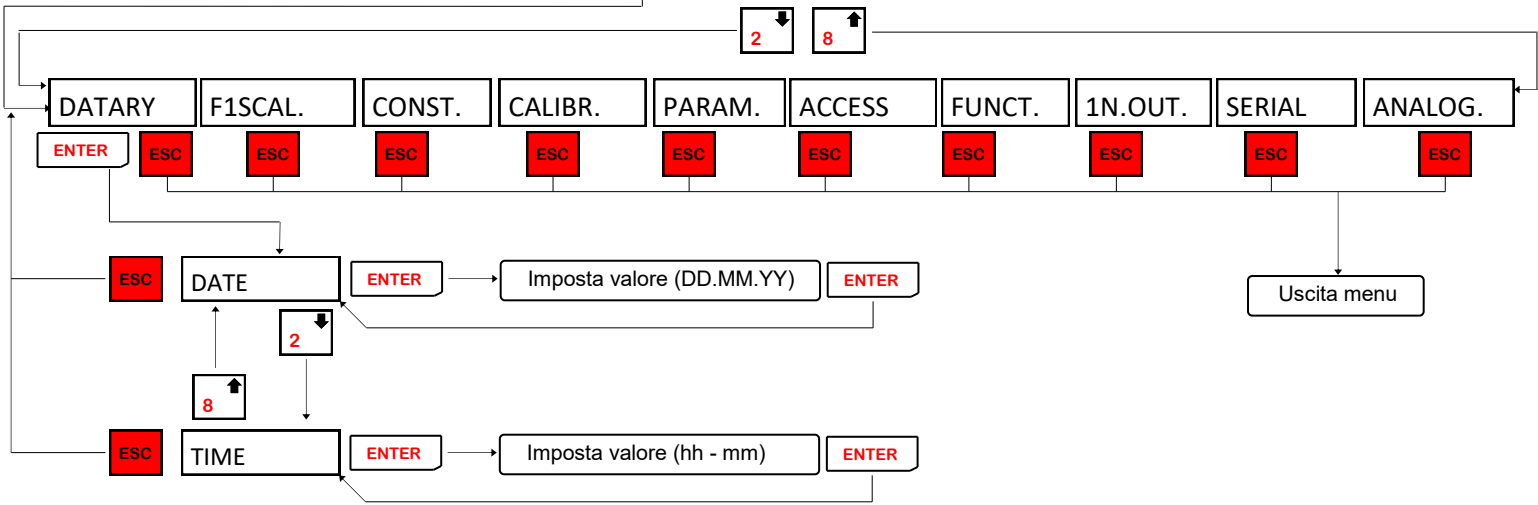 2 8
DATARY F1SCAL. CONST. CALIBR. PARAM. ACCESS FUNCT. 1N.OUT. SERIAL ANALOG.
ENTER ESC ESC ESC ESC ESC ESC ESC ESC ESC ESC
ESC DATE ENTER Imposta valore (DD.MM.YY) ENTER Uscita menu
2
8
ESC TIME ENTER Imposta valore (hh - mm) ENTER